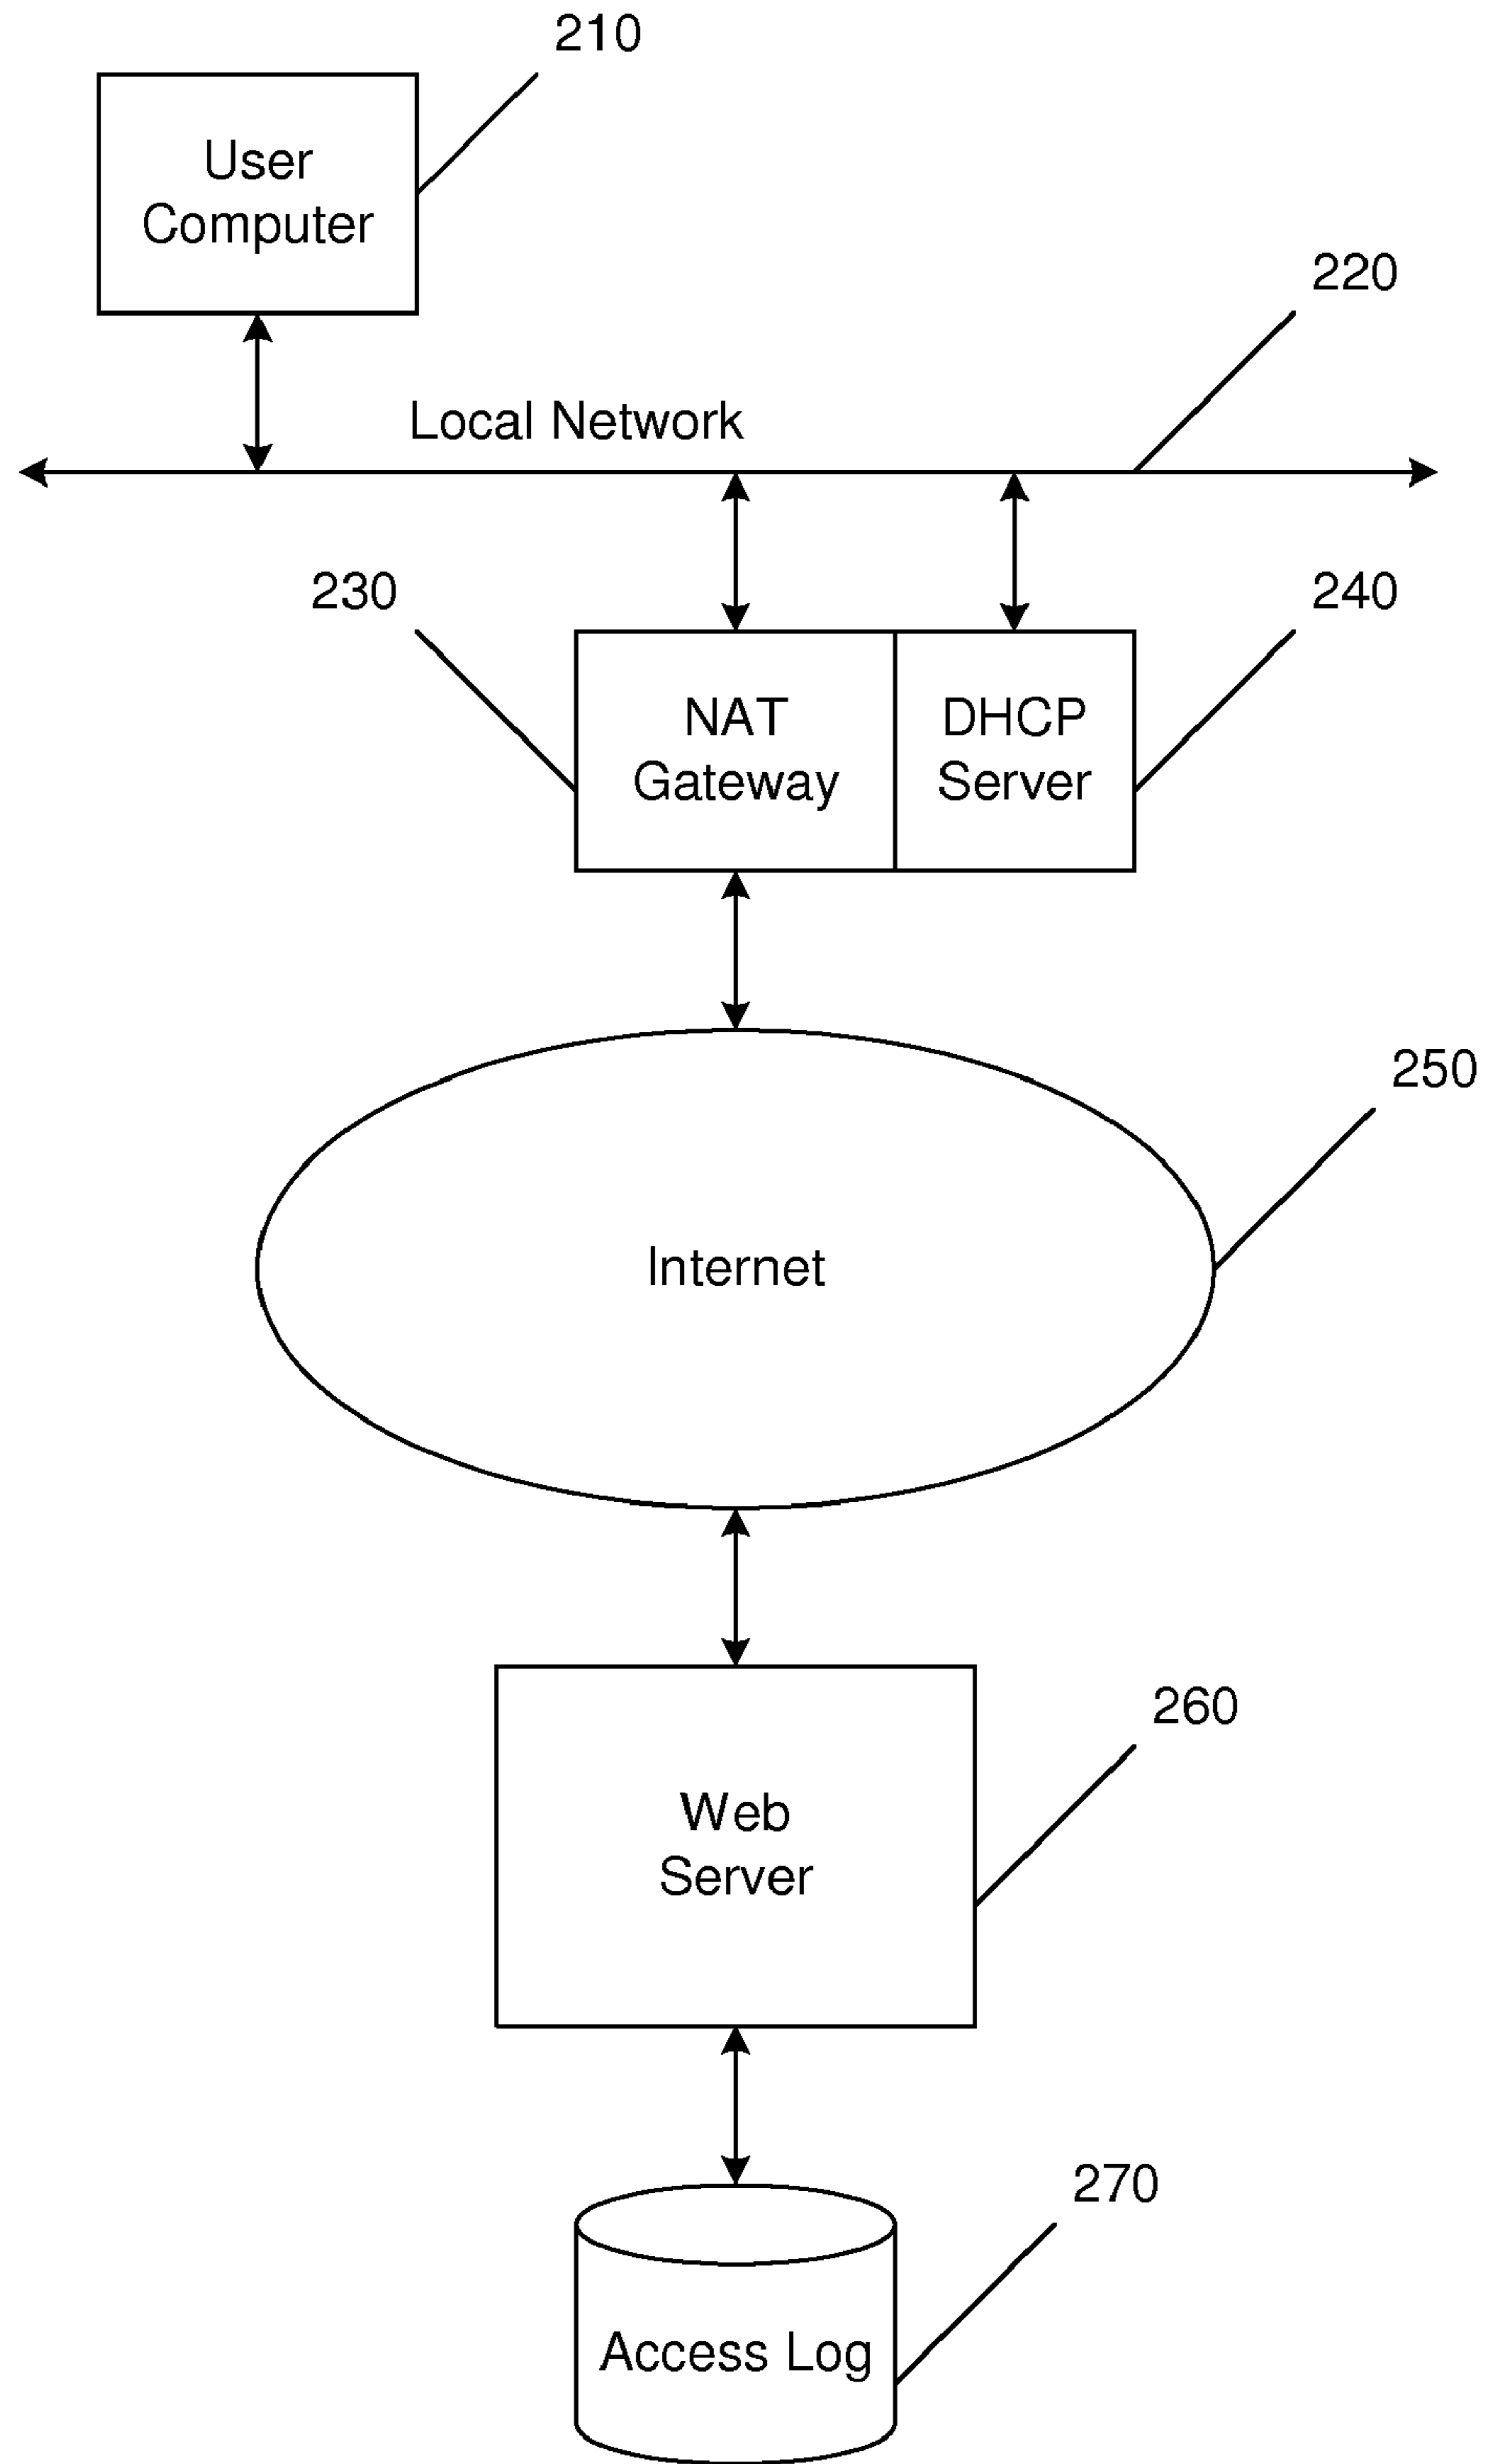 210
User
Computer
220
Local Network
230
240
NAT
Gateway
DHCP
Server
250
Internet
260
Web
Server
270
Access Log